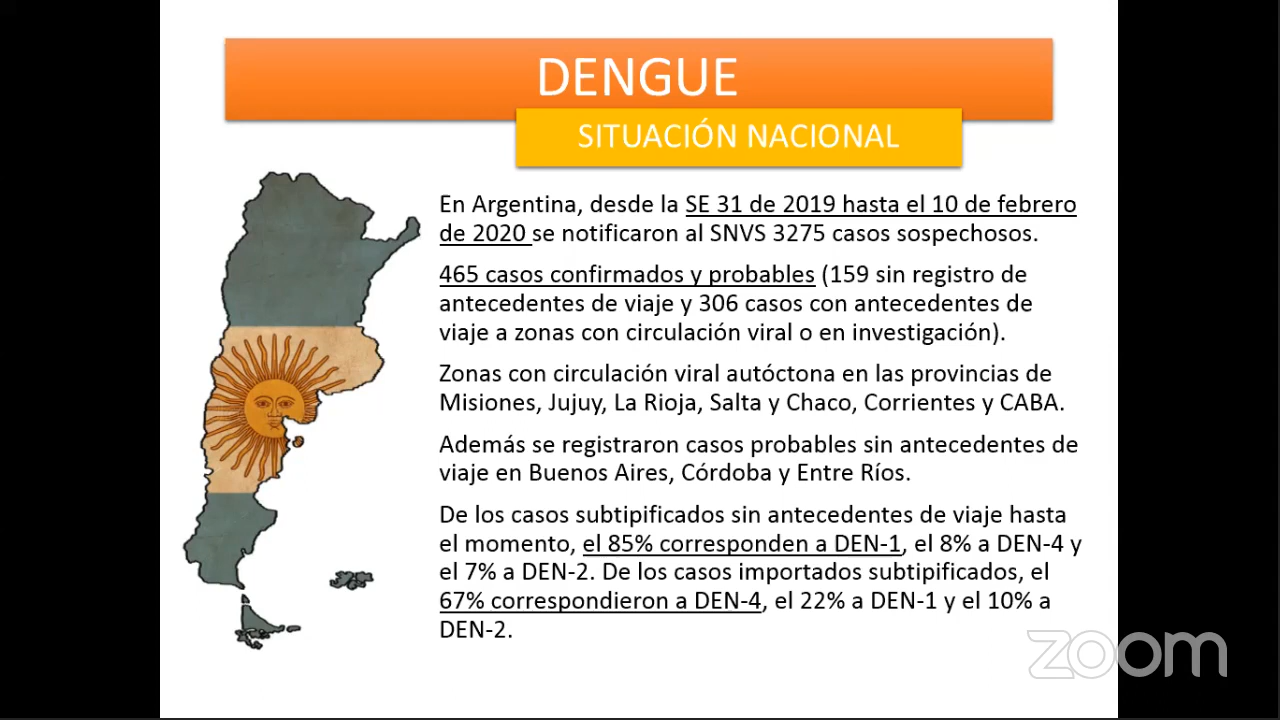 DENGUE
SITUACIÓN NACIONAL
En Argentina, desde la SE 31 de 2019 hasta el 10 de febrero
de 2020 se notificaron al SNVS 3275 casos sospechosos.
465 casos confirmados y probables (159 sin registro de
antecedentes de viaje y 306 casos con antecedentes de
viaje a zonas con circulación viral o en investigación).
Zonas con circulación viral autóctona en las provincias de
Misiones, Jujuy, La Rioja, Salta y Chaco, Corrientes y CABA.
Además se registraron casos probables sin antecedentes de
viaje en Buenos Aires, Córdoba y Entre Ríos.
De los casos subtipificados sin antecedentes de viaje hasta
el momento, el 85% corresponden a DEN-1, el 8% a DEN-4 y
el 7% a DEN-2. De los casos importados subtipificados, el
67% correspondieron a DEN-4, el 22% a DEN-1 y el 10% a
DEN-2.
zoom